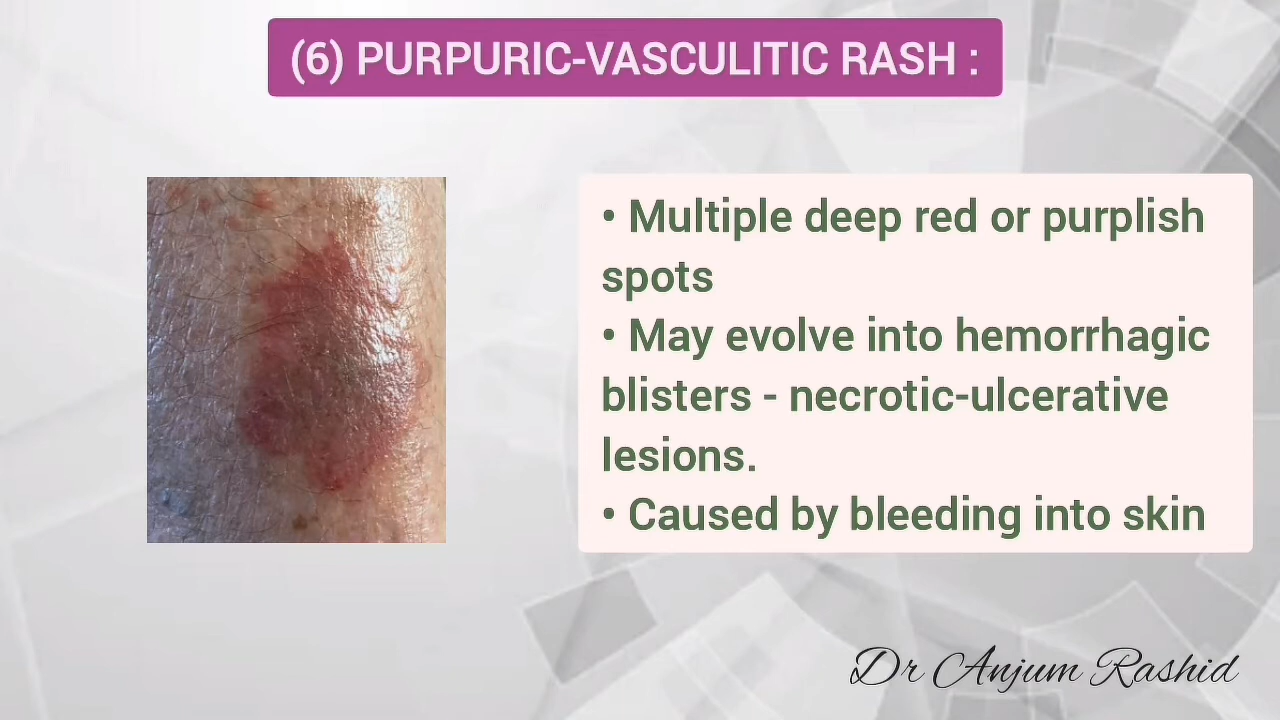 (6) PURPURIC-VASCULITIC RASH :
• Multiple deep red or purplish
spots
• May evolve into hemorrhagic
blisters - necrotic-ulcerative
lesions.
• Caused by bleeding into skin
Dr Anjum Rashid